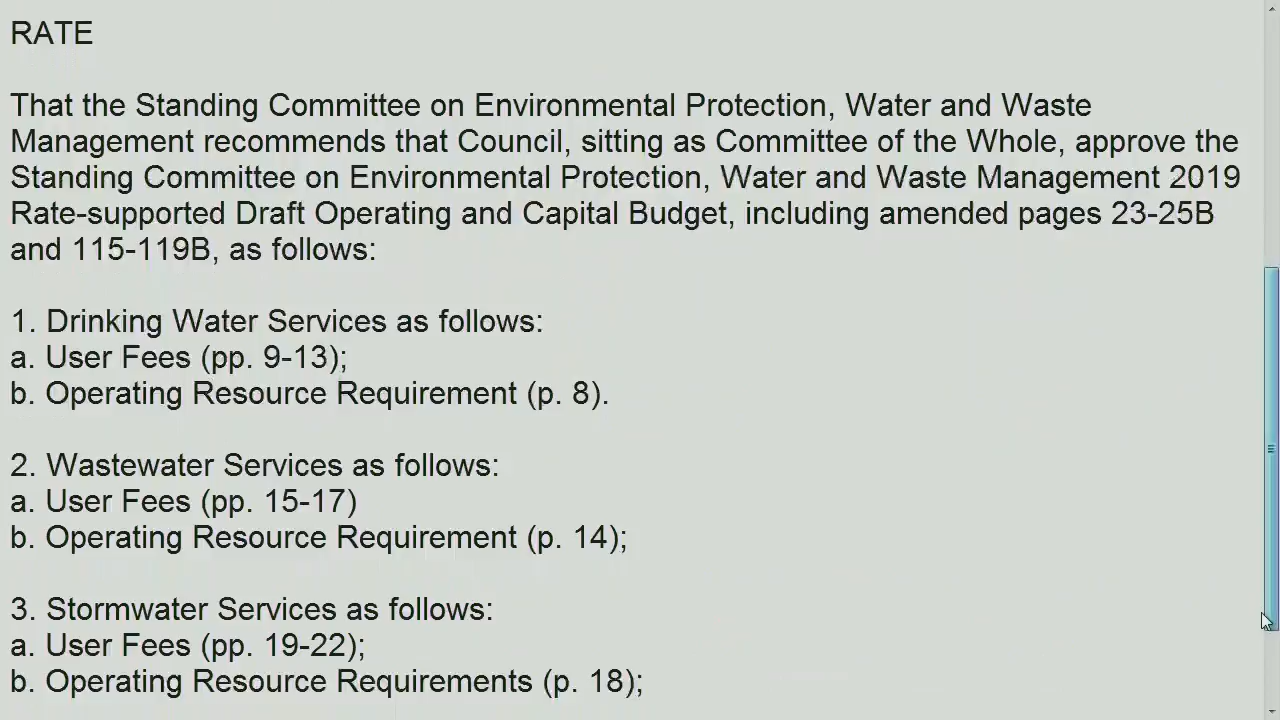 RATE
That the Standing Committee on Environmental Protection, Water and Waste
Management recommends that Council, sitting as Committee of the Whole, approve the
Standing Committee on Environmental Protection, Water and Waste Management 2019
Rate-supported Draft Operating and Capital Budget, including amended pages 23-25B
and 115-119B, as follows:
1. Drinking Water Services as follows:
a. User Fees (pp. 9-13);
b. Operating Resource Requirement (p. 8).
2. Wastewater Services as follows:
a. User Fees (pp. 15-17)
b. Operating Resource Requirement (p. 14);
3. Stormwater Services as follows:
a. User Fees (pp. 19-22);
b. Operating Resource Requirements (p. 18);